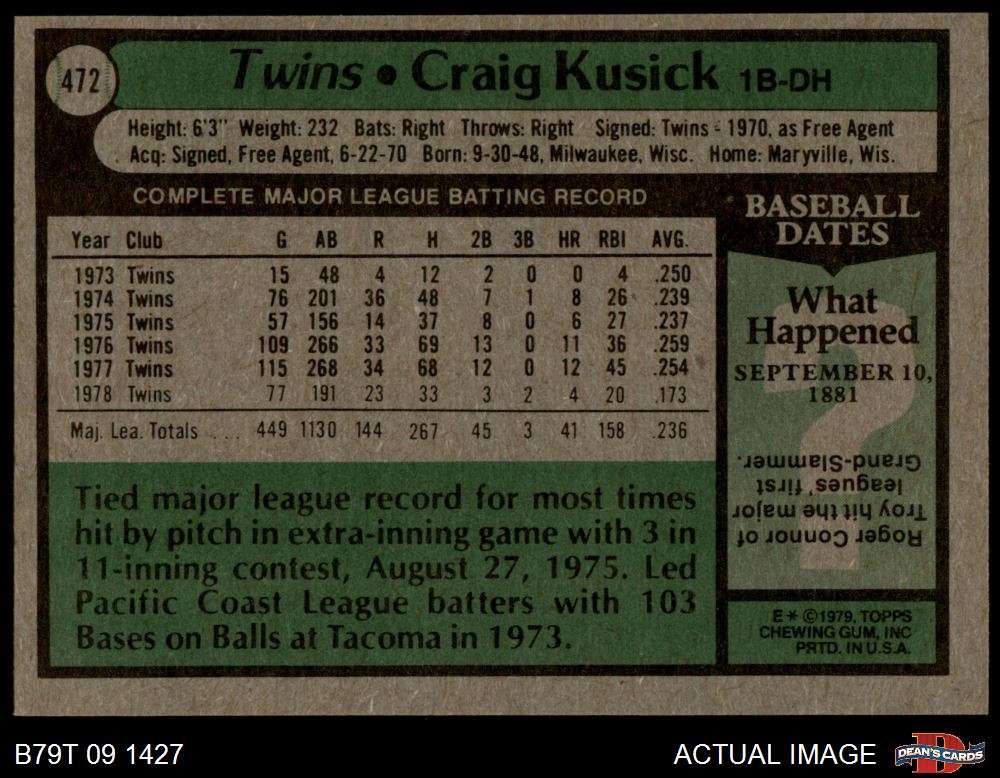 472
Twins • Craig Kusick 1B-DH
Height: 6'3" Weight: 232 Bats: Right Throws: Right Signed: Twins - 1970, as Free Agent
Acq: Signed, Free Agent, 6-22-70 Born: 9-30-48, Milwaukee, Wisc. Home: Maryville, Wis.
COMPLETE MAJOR LEAGUE BATTING RECORD
Year Club G AB R H 2B 3B HR RBI AVG.
1973 Twins 15 48 4 12 2 0 0 4 .250
1974 Twins 76 201 36 48 7 1 8 26 .239
1975 Twins 57 156 14 37 8 0 6 27 .237
1976 Twins 109 266 33 69 13 0 11 36 .259
1977 Twins 115 268 34 68 12 0 12 45 .254
1978 Twins 77 191 23 33 3 2 4 20 .173
Maj. Lea. Totals ... 449 1130 144 267 45 3 41 158 .236
Tied major league record for most times
hit by pitch in extra-inning game with 3 in
11-inning contest, August 27, 1975. Led
Pacific Coast League batters with 103
Bases on Balls at Tacoma in 1973.
BASEBALL
DATES
What
Happened
SEPTEMBER 10,
1881
Roger Connor of
Troy hit the major
leagues' first
Grand-Slammer.
E * ©1979, TOPPS
CHEWING GUM, INC
PRTD. IN U.S.A.
B79T 09 1427
ACTUAL IMAGE
DEAN'S CARDS